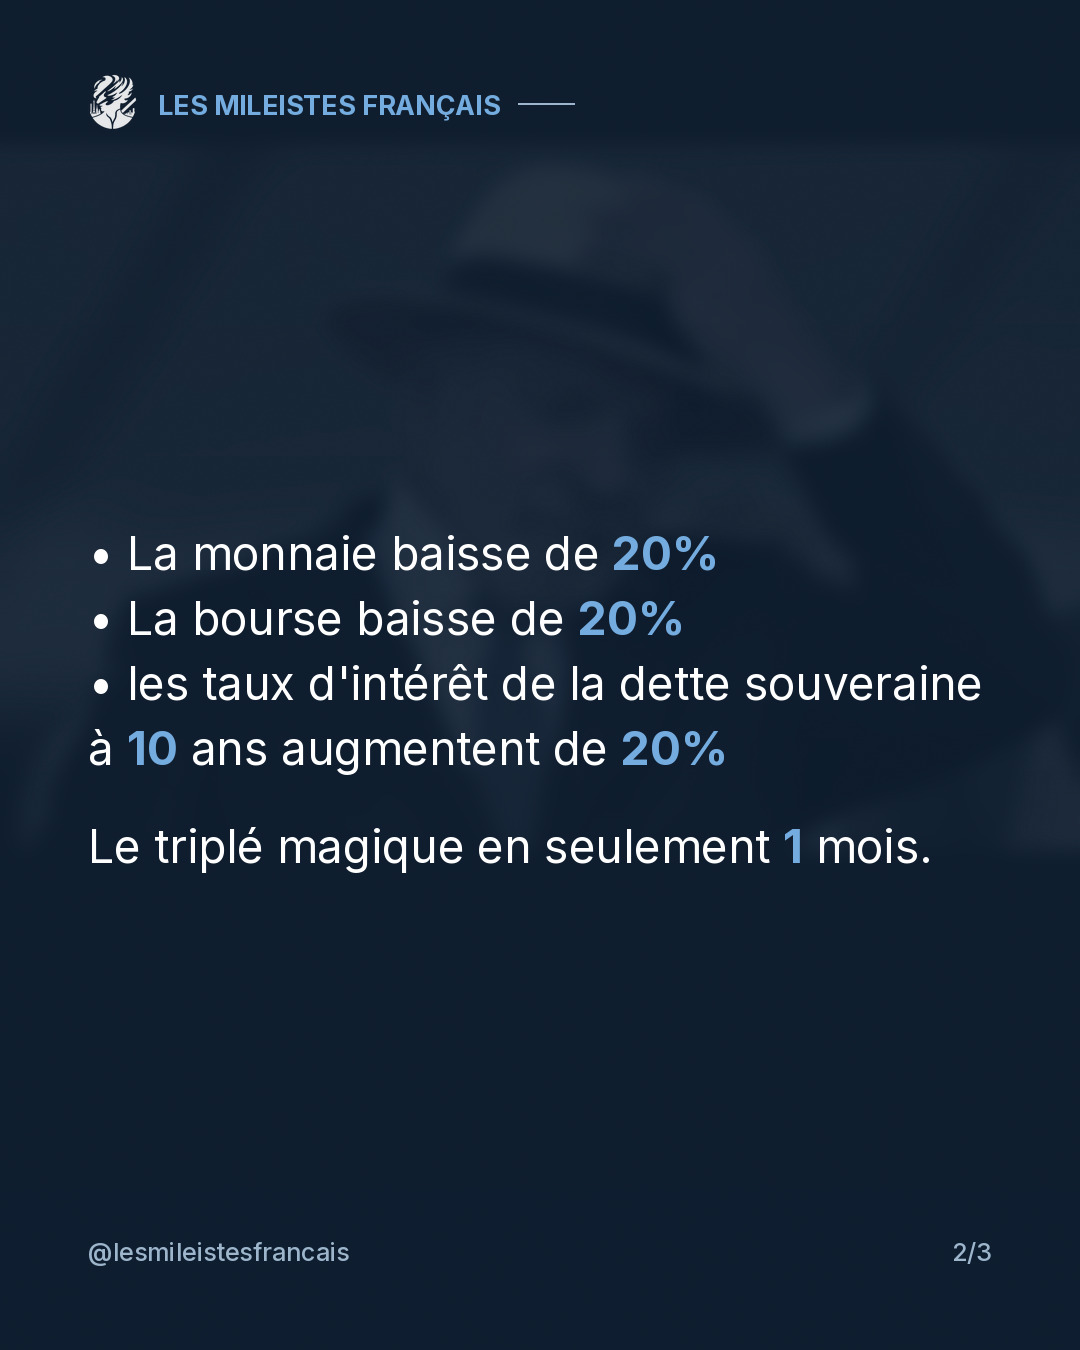 LES MILEISTES FRANÇAIS
• La monnaie baisse de 20%
• La bourse baisse de 20%
• les taux d'intérêt de la dette souveraine
à 10 ans augmentent de 20%
Le triplé magique en seulement 1 mois.
@lesmileistesfrancais
2/3